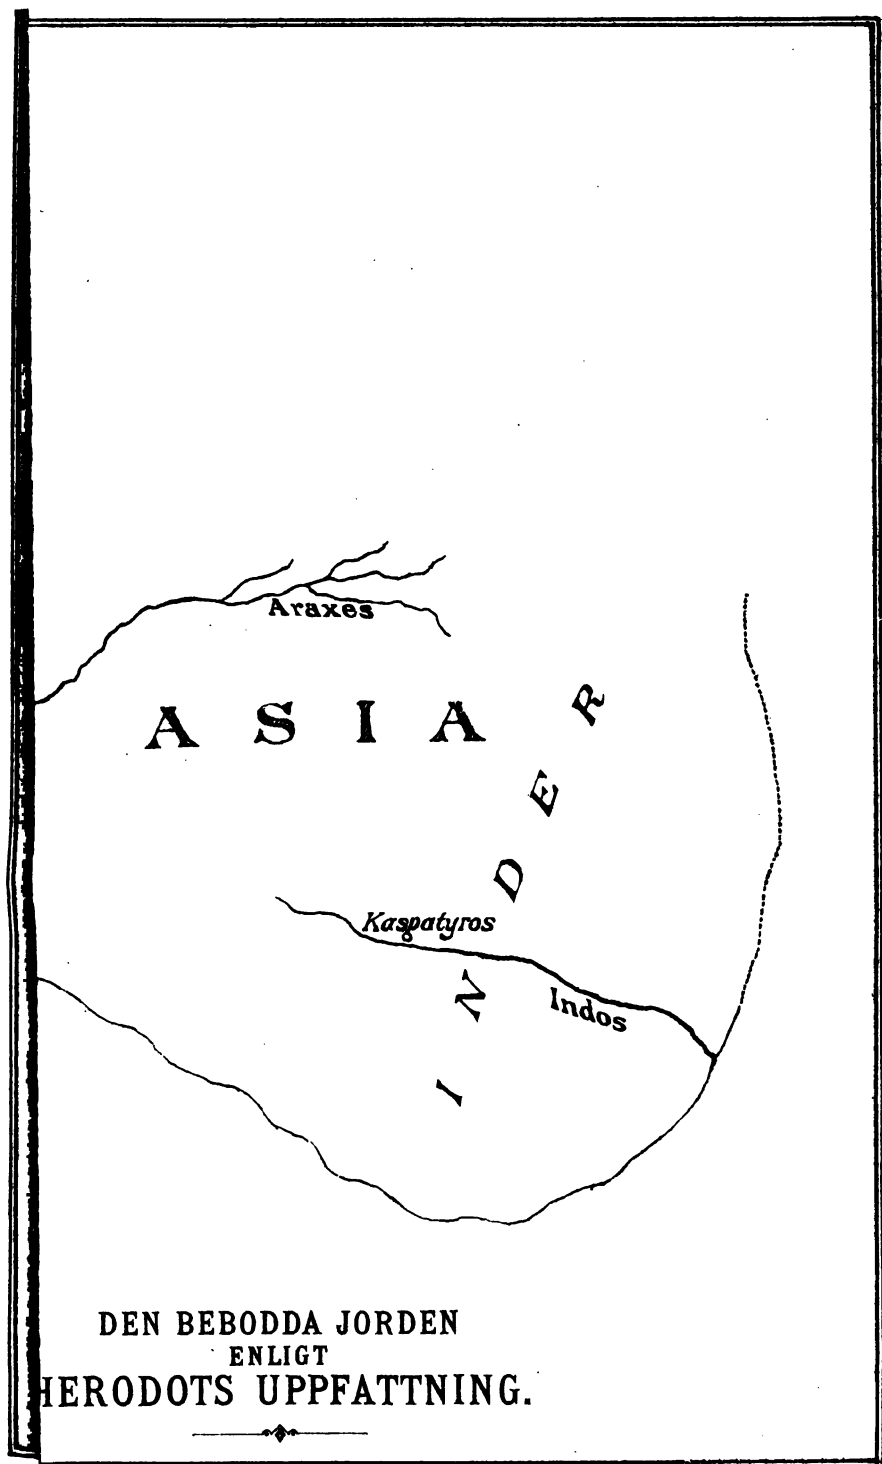 Araxes
ASIA
INDER
Kaspatyros
Indos
DEN BEBODDA JORDEN
ENLIGT
HERODOTS UPPFATTNING.